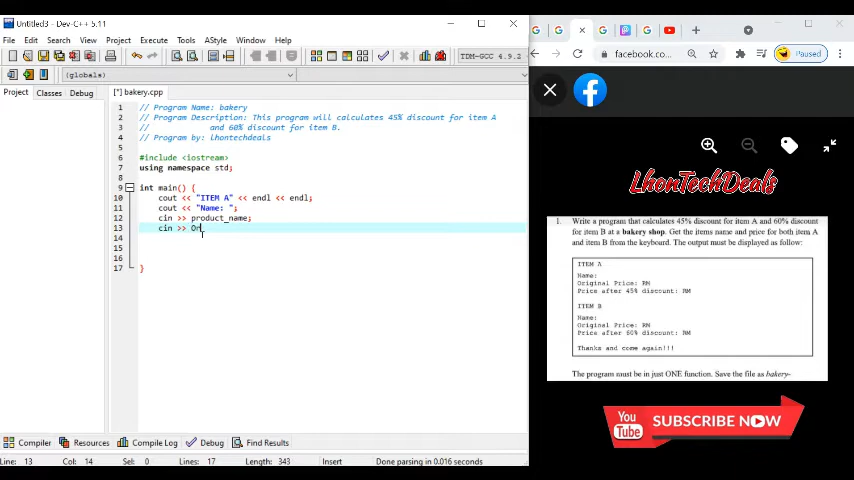 Untitled3 - Dev-C++ 5.11
File Edit Search View Project Execute Tools AStyle Window Help
TDM-GCC 4.9.2
(globals)
Project Classes Debug
[*] bakery.cpp
1 // Program Name: bakery
2 // Program Description: This program will calculates 45% discount for item A
3 // and 60% discount for item B.
4 // Program by: lhontechdeals
5
6 #include <iostream>
7 using namespace std;
8
9 int main() {
10 cout << "ITEM A" << endl << endl;
11 cout << "Name: ";
12 cin >> product_name;
13 cin >> Or
14
15
16
17 }
Compiler Resources Compile Log Debug Find Results
Line: 13 Col: 14 Sel: 0 Lines: 17 Length: 343 Insert Done parsing in 0.016 seconds
facebook.com
Paused
LhonTechDeals
1. Write a program that calculates 45% discount for item A and 60% discount
for item B at a bakery shop. Get the items name and price for both item A
and item B from the keyboard. The output must be displayed as follow:
ITEM A
Name:
Original Price: RM
Price after 45% discount: RM
ITEM B
Name:
Original Price: RM
Price after 60% discount: RM
Thanks and come again!!!
The program must be in just ONE function. Save the file as bakery-
You
Tube
SUBSCRIBE NOW